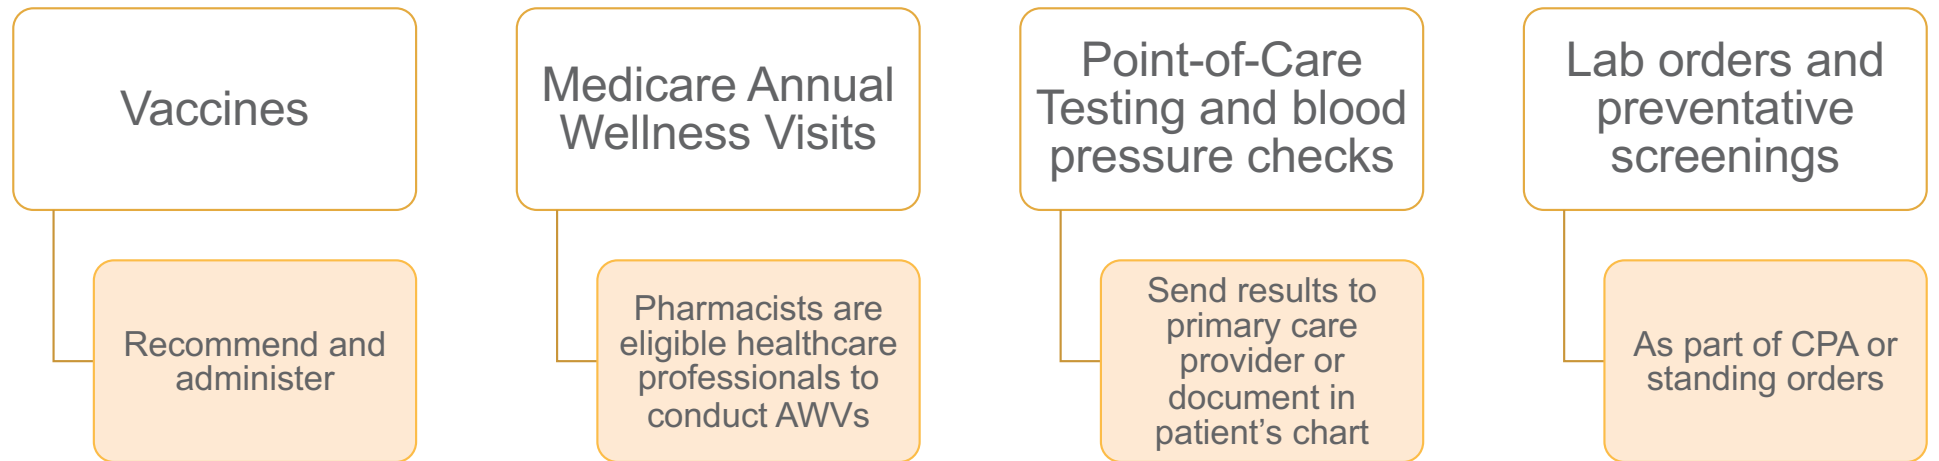 Vaccines
Recommend and
administer
Medicare Annual
Wellness Visits
Pharmacists are
eligible healthcare
professionals to
conduct AWVs
Point-of-Care
Testing and blood
pressure checks
Send results to
primary care
provider or
document in
patient’s chart
Lab orders and
preventative
screenings
As part of CPA or
standing orders